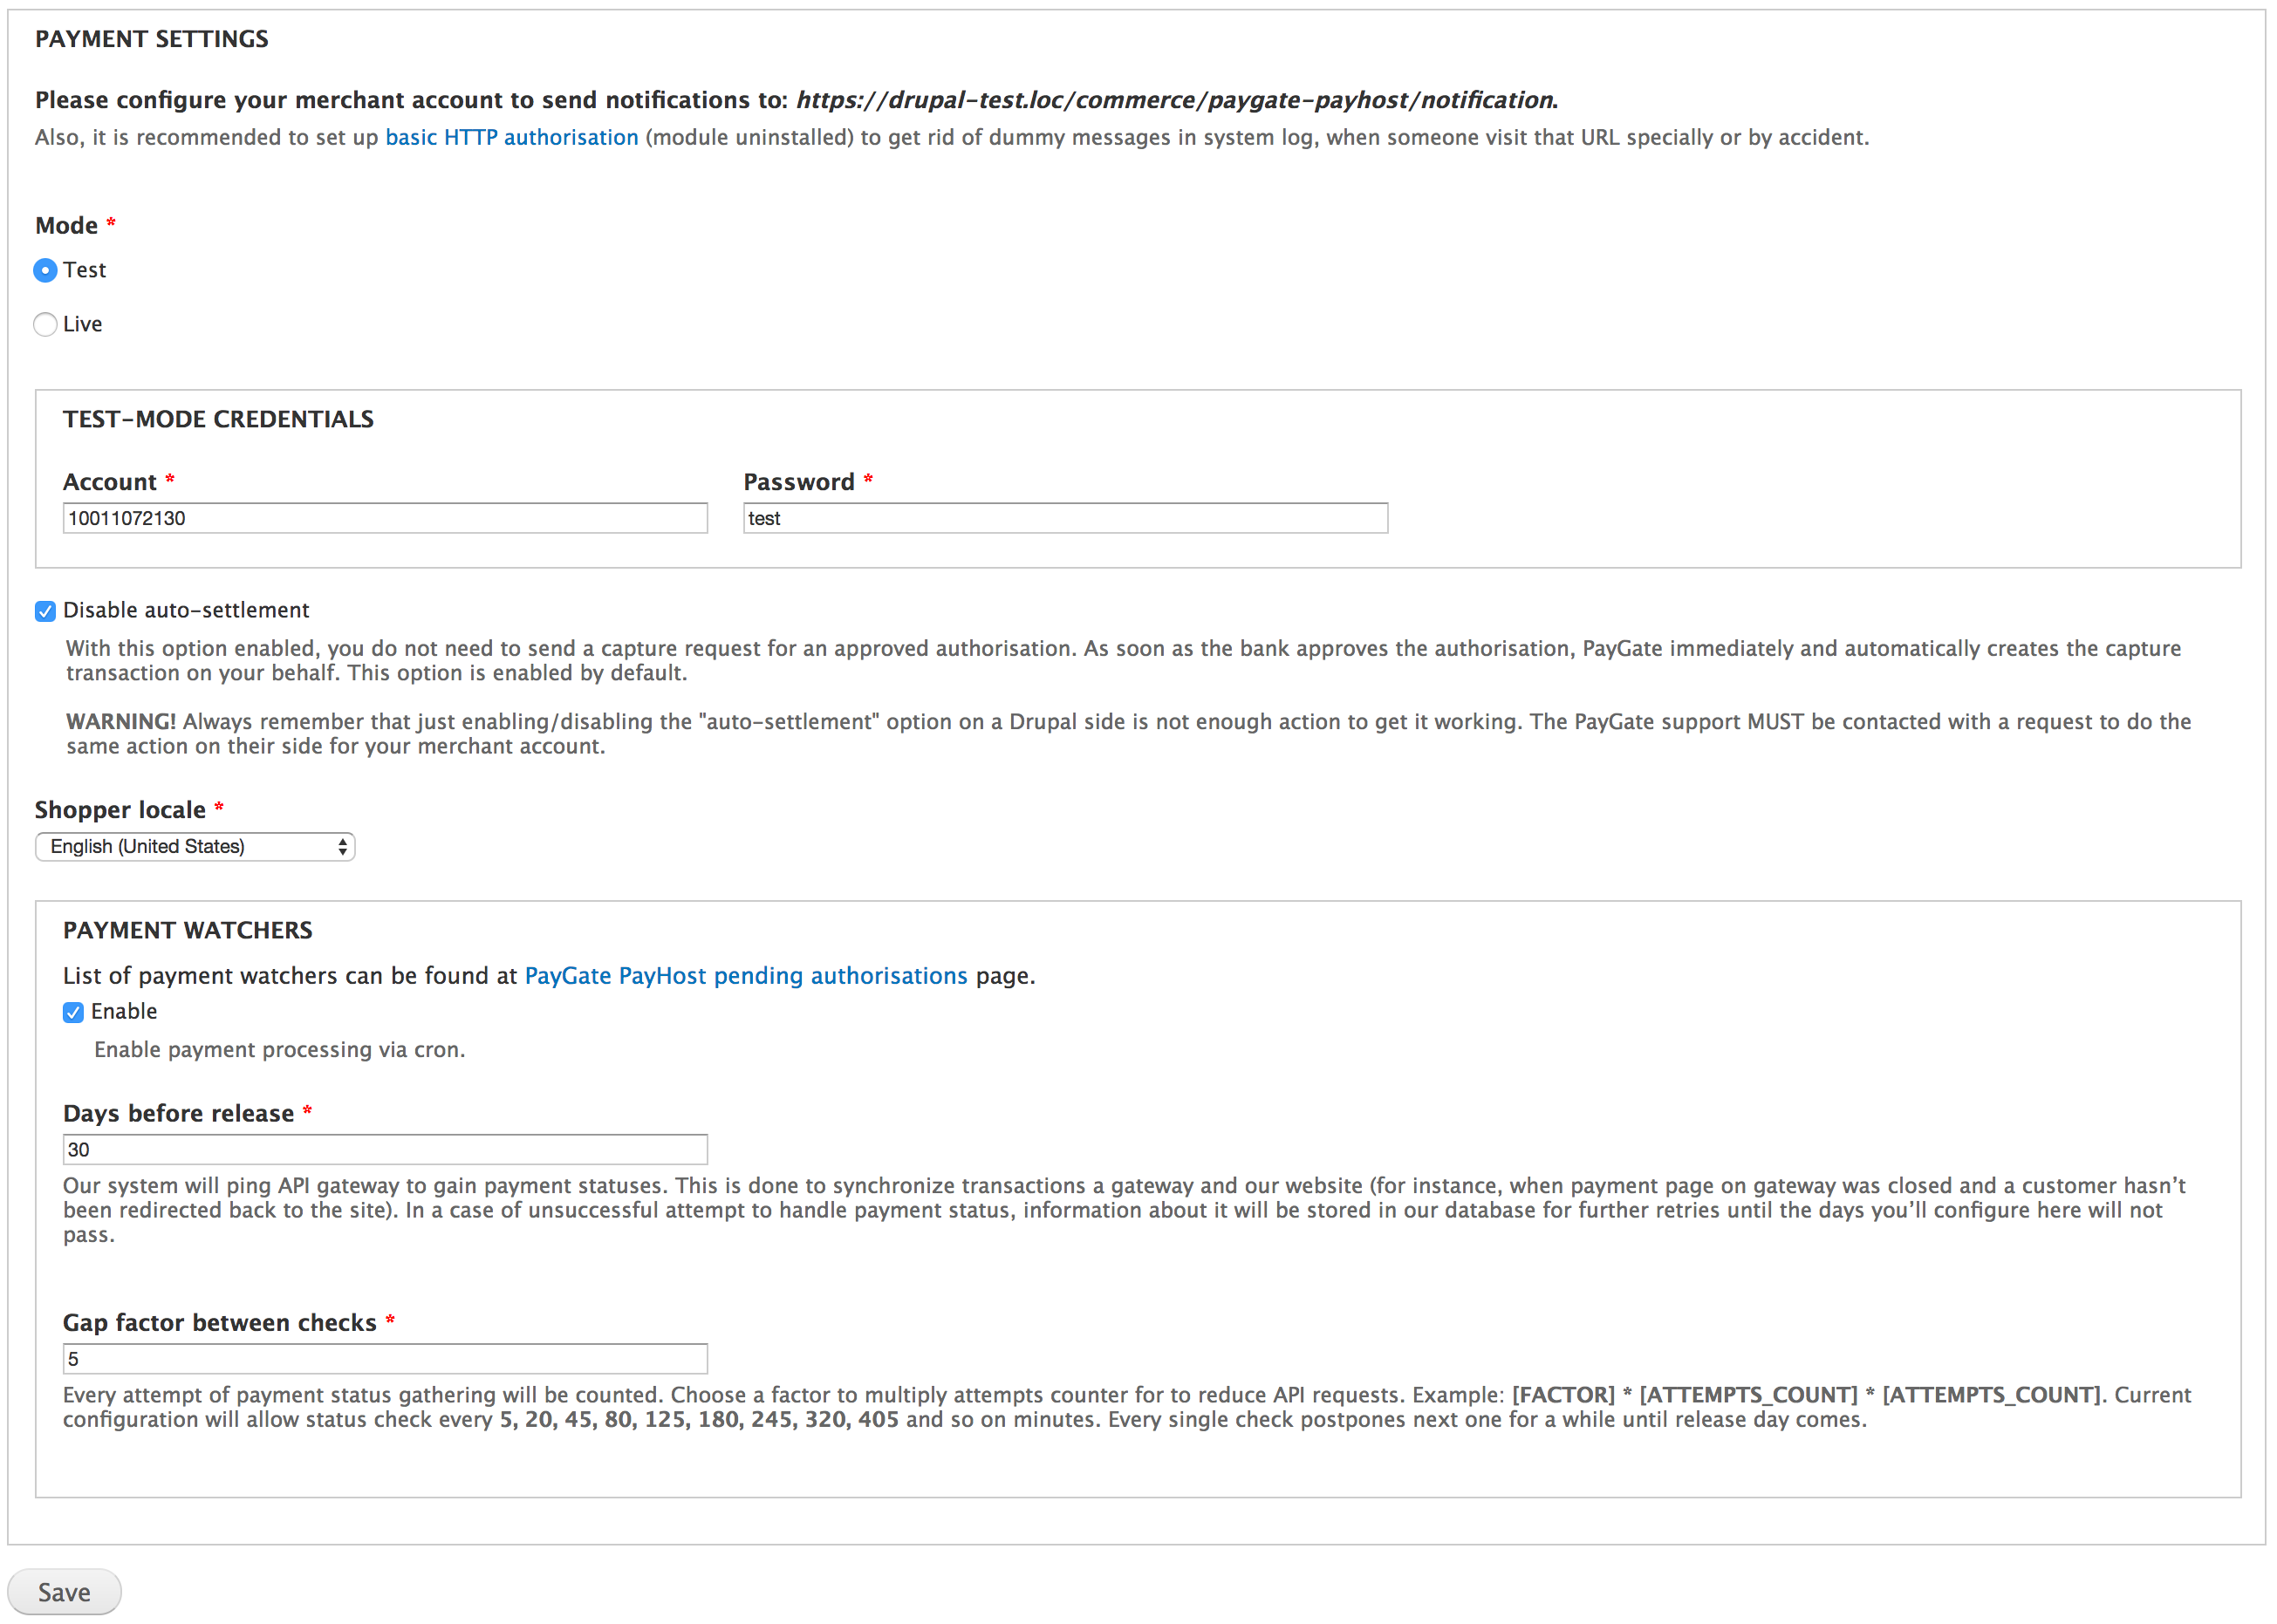 PAYMENT SETTINGS
Please configure your merchant account to send notifications to: https://drupal-test.loc/commerce/paygate-payhost/notification.
Also, it is recommended to set up basic HTTP authorisation (module uninstalled) to get rid of dummy messages in system log, when someone visit that URL specially or by accident.
Mode *
Test
Live
TEST-MODE CREDENTIALS
Account *
10011072130
Password *
test
Disable auto-settlement
With this option enabled, you do not need to send a capture request for an approved authorisation. As soon as the bank approves the authorisation, PayGate immediately and automatically creates the capture
transaction on your behalf. This option is enabled by default.
WARNING! Always remember that just enabling/disabling the "auto-settlement" option on a Drupal side is not enough action to get it working. The PayGate support MUST be contacted with a request to do the
same action on their side for your merchant account.
Shopper locale *
English (United States)
PAYMENT WATCHERS
List of payment watchers can be found at PayGate PayHost pending authorisations page.
Enable
Enable payment processing via cron.
Days before release *
30
Our system will ping API gateway to gain payment statuses. This is done to synchronize transactions a gateway and our website (for instance, when payment page on gateway was closed and a customer hasn’t
been redirected back to the site). In a case of unsuccessful attempt to handle payment status, information about it will be stored in our database for further retries until the days you’ll configure here will not
pass.
Gap factor between checks *
5
Every attempt of payment status gathering will be counted. Choose a factor to multiply attempts counter for to reduce API requests. Example: [FACTOR] * [ATTEMPTS_COUNT] * [ATTEMPTS_COUNT]. Current
configuration will allow status check every 5, 20, 45, 80, 125, 180, 245, 320, 405 and so on minutes. Every single check postpones next one for a while until release day comes.
Save